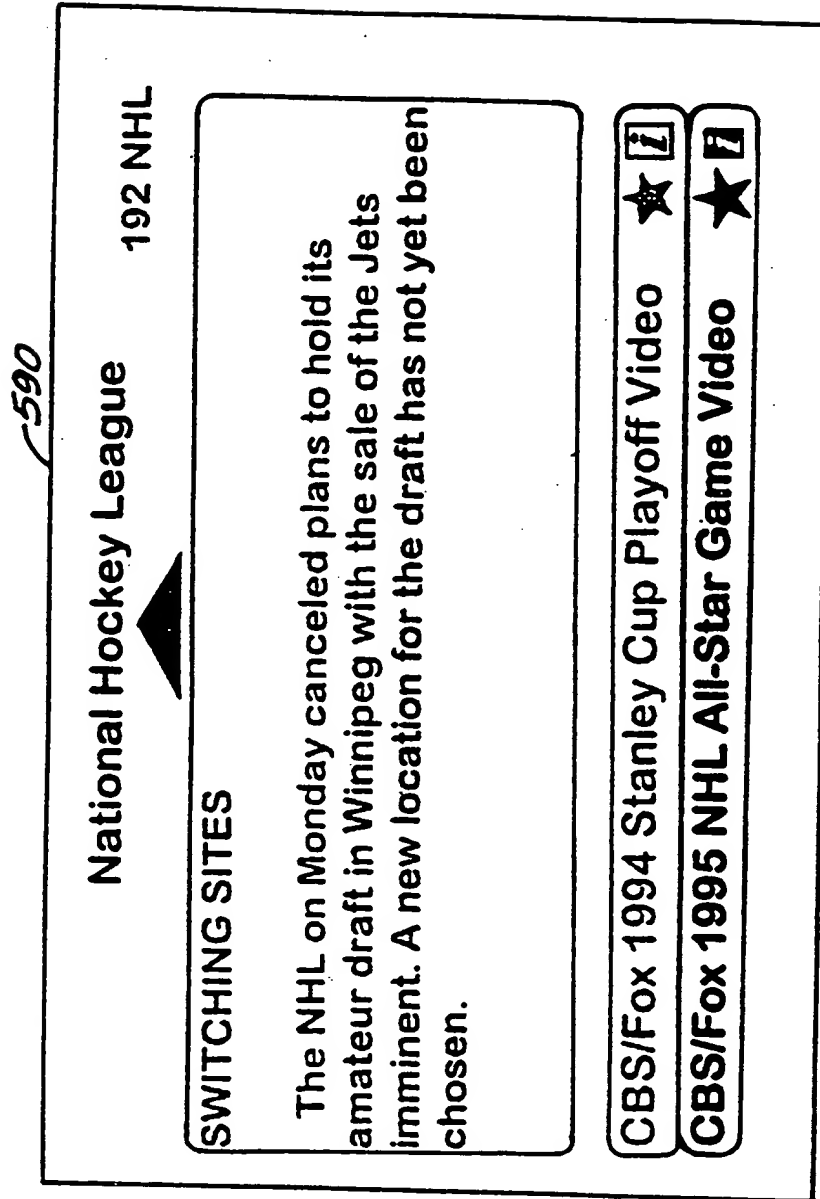 590
National Hockey League
192 NHL
SWITCHING SITES
The NHL on Monday canceled plans to hold its
amateur draft in Winnipeg with the sale of the Jets
imminent. A new location for the draft has not yet been
chosen.
CBS/Fox 1994 Stanley Cup Playoff Video i
CBS/Fox 1995 NHL All-Star Game Video i